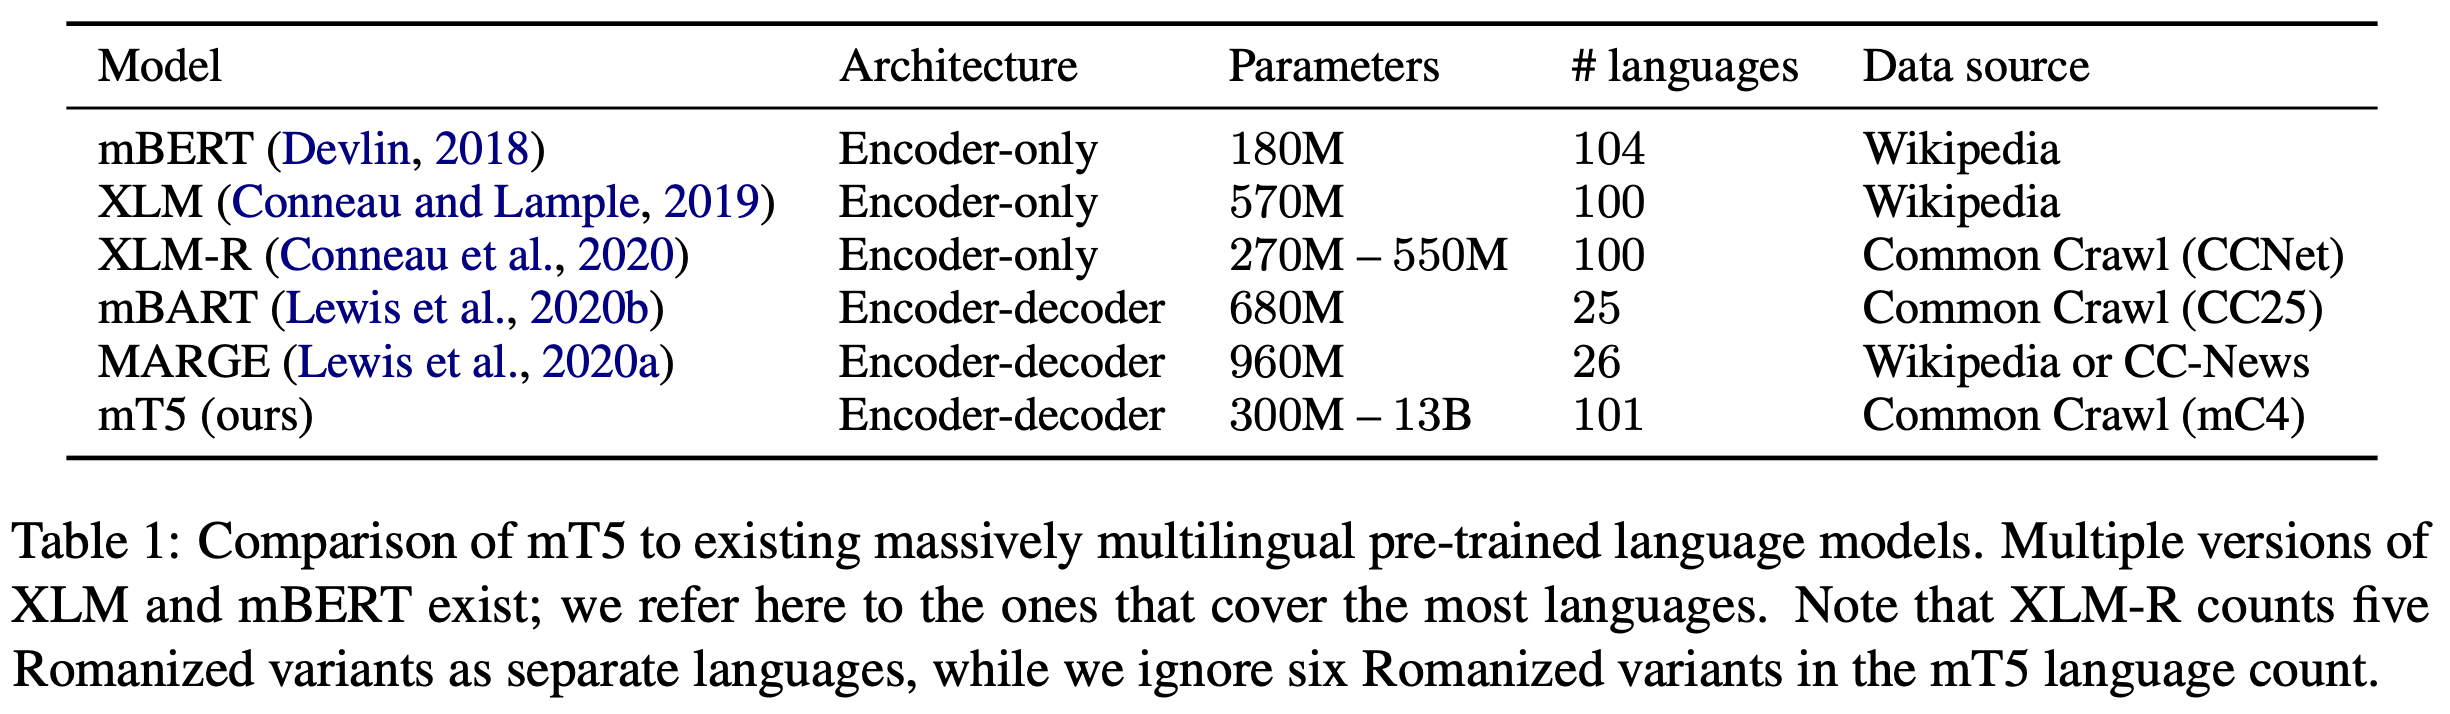 Model Architecture Parameters # languages Data source
mBERT (Devlin, 2018) Encoder-only 180M 104 Wikipedia
XLM (Conneau and Lample, 2019) Encoder-only 570M 100 Wikipedia
XLM-R (Conneau et al., 2020) Encoder-only 270M – 550M 100 Common Crawl (CCNet)
mBART (Lewis et al., 2020b) Encoder-decoder 680M 25 Common Crawl (CC25)
MARGE (Lewis et al., 2020a) Encoder-decoder 960M 26 Wikipedia or CC-News
mT5 (ours) Encoder-decoder 300M – 13B 101 Common Crawl (mC4)
Table 1: Comparison of mT5 to existing massively multilingual pre-trained language models. Multiple versions of
XLM and mBERT exist; we refer here to the ones that cover the most languages. Note that XLM-R counts five
Romanized variants as separate languages, while we ignore six Romanized variants in the mT5 language count.